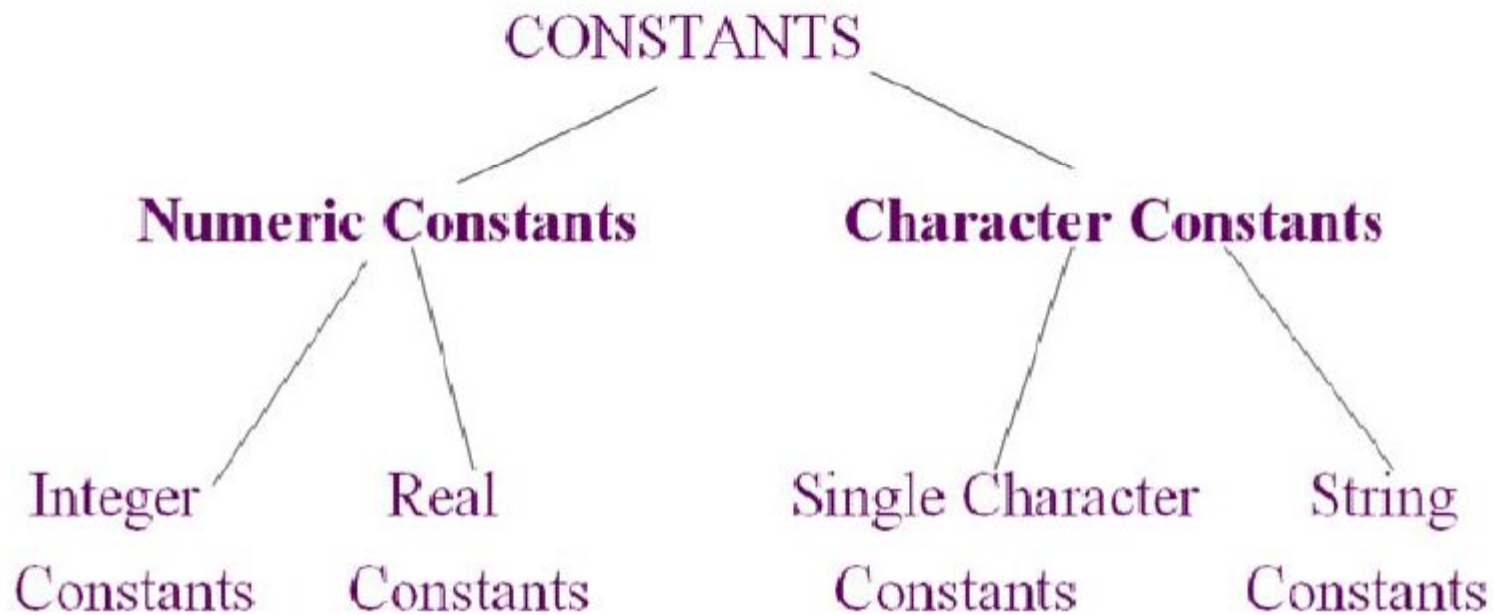 CONSTANTS
Numeric Constants
Character Constants
Integer
Constants
Real
Constants
Single Character
Constants
String
Constants